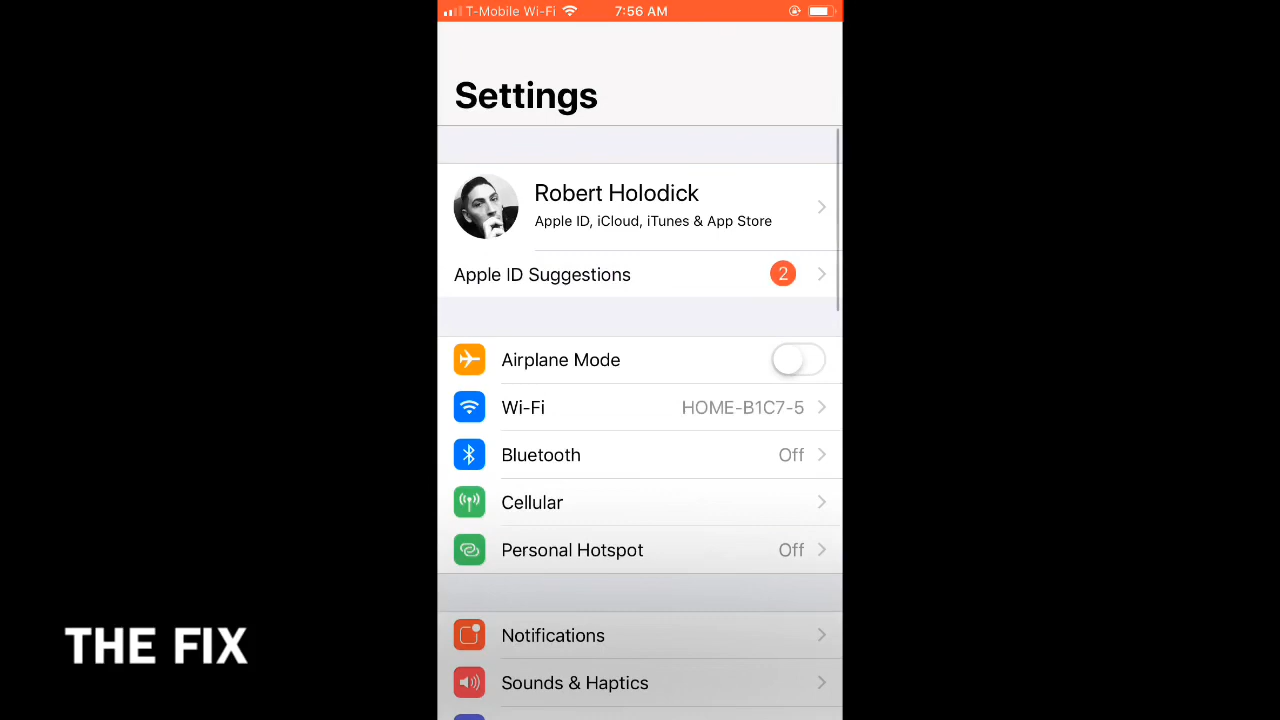 T-Mobile Wi-Fi 7:56 AM
Settings
Robert Holodick
Apple ID, iCloud, iTunes & App Store
Apple ID Suggestions 2
Airplane Mode
Wi-Fi HOME-B1C7-5
Bluetooth Off
Cellular
Personal Hotspot Off
Notifications
Sounds & Haptics
THE FIX